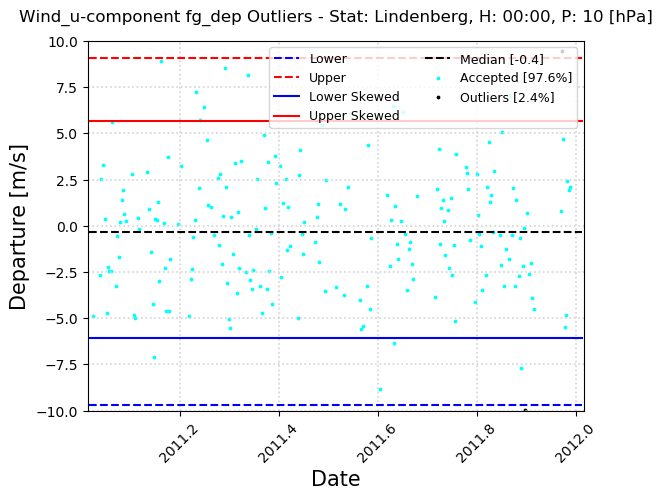 Wind_u-component fg_dep Outliers - Stat: Lindenberg, H: 00:00, P: 10 [hPa]
Lower
Upper
Lower Skewed
Upper Skewed
Median [-0.4]
Accepted [97.6%]
Outliers [2.4%]
Departure [m/s]
10.0
7.5
5.0
2.5
0.0
−2.5
−5.0
−7.5
−10.0
2011.2
2011.4
2011.6
2011.8
2012.0
Date